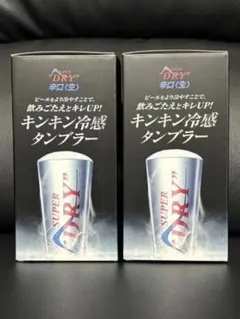 SUPER
"DRY"
辛口〈生〉
ビールをより冷やすことで、
飲みごたえとキレUP!
キンキン冷感
タンブラー
SUPER
"DRY"
SUPER
"DRY"
辛口〈生〉
ビールをより冷やすことで、
飲みごたえとキレUP!
キンキン冷感
タンブラー
SUPER
"DRY"